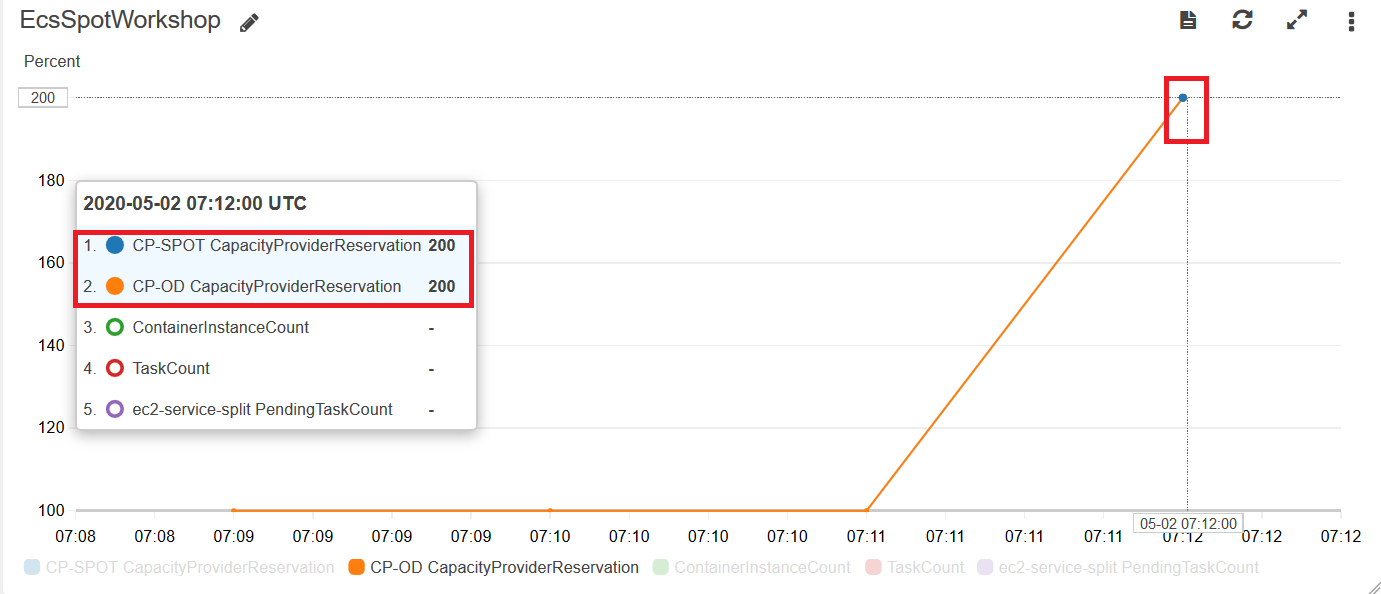 EcsSpotWorkshop
Percent
200
180
160
140
120
100
2020-05-02 07:12:00 UTC
1. CP-SPOT CapacityProviderReservation 200
2. CP-OD CapacityProviderReservation 200
3. ContainerInstanceCount -
4. TaskCount -
5. ec2-service-split PendingTaskCount -
05-02 07:12:00
07:08 07:08 07:09 07:09 07:09 07:09 07:10 07:10 07:10 07:10 07:11 07:11 07:11 07:11 07:12 07:12 07:12
CP-SPOT CapacityProviderReservation CP-OD CapacityProviderReservation ContainerInstanceCount TaskCount ec2-service-split PendingTaskCount